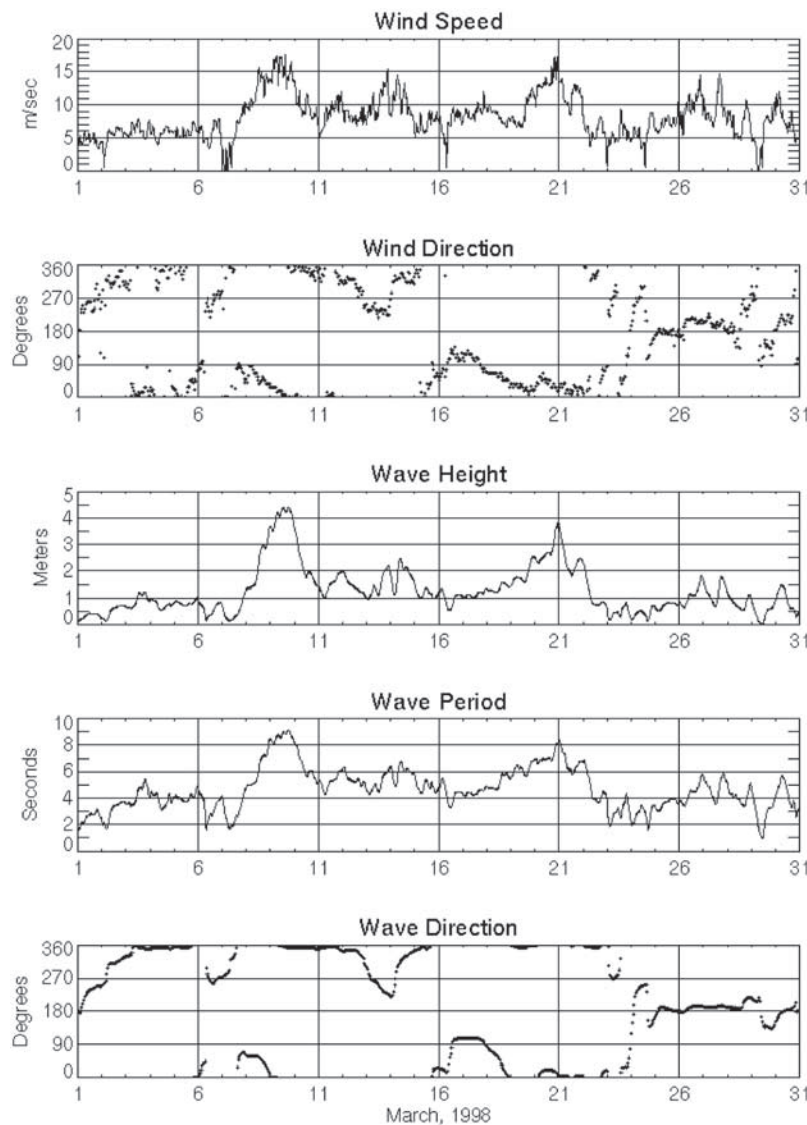 Wind Speed
20
15
10
5
0
m/sec
1 6 11 16 21 26 31
Wind Direction
360
270
180
90
0
Degrees
1 6 11 16 21 26 31
Wave Height
5
4
3
2
1
0
Meters
1 6 11 16 21 26 31
Wave Period
10
8
6
4
2
0
Seconds
1 6 11 16 21 26 31
Wave Direction
360
270
180
90
0
Degrees
1 6 11 16 21 26 31
March, 1998